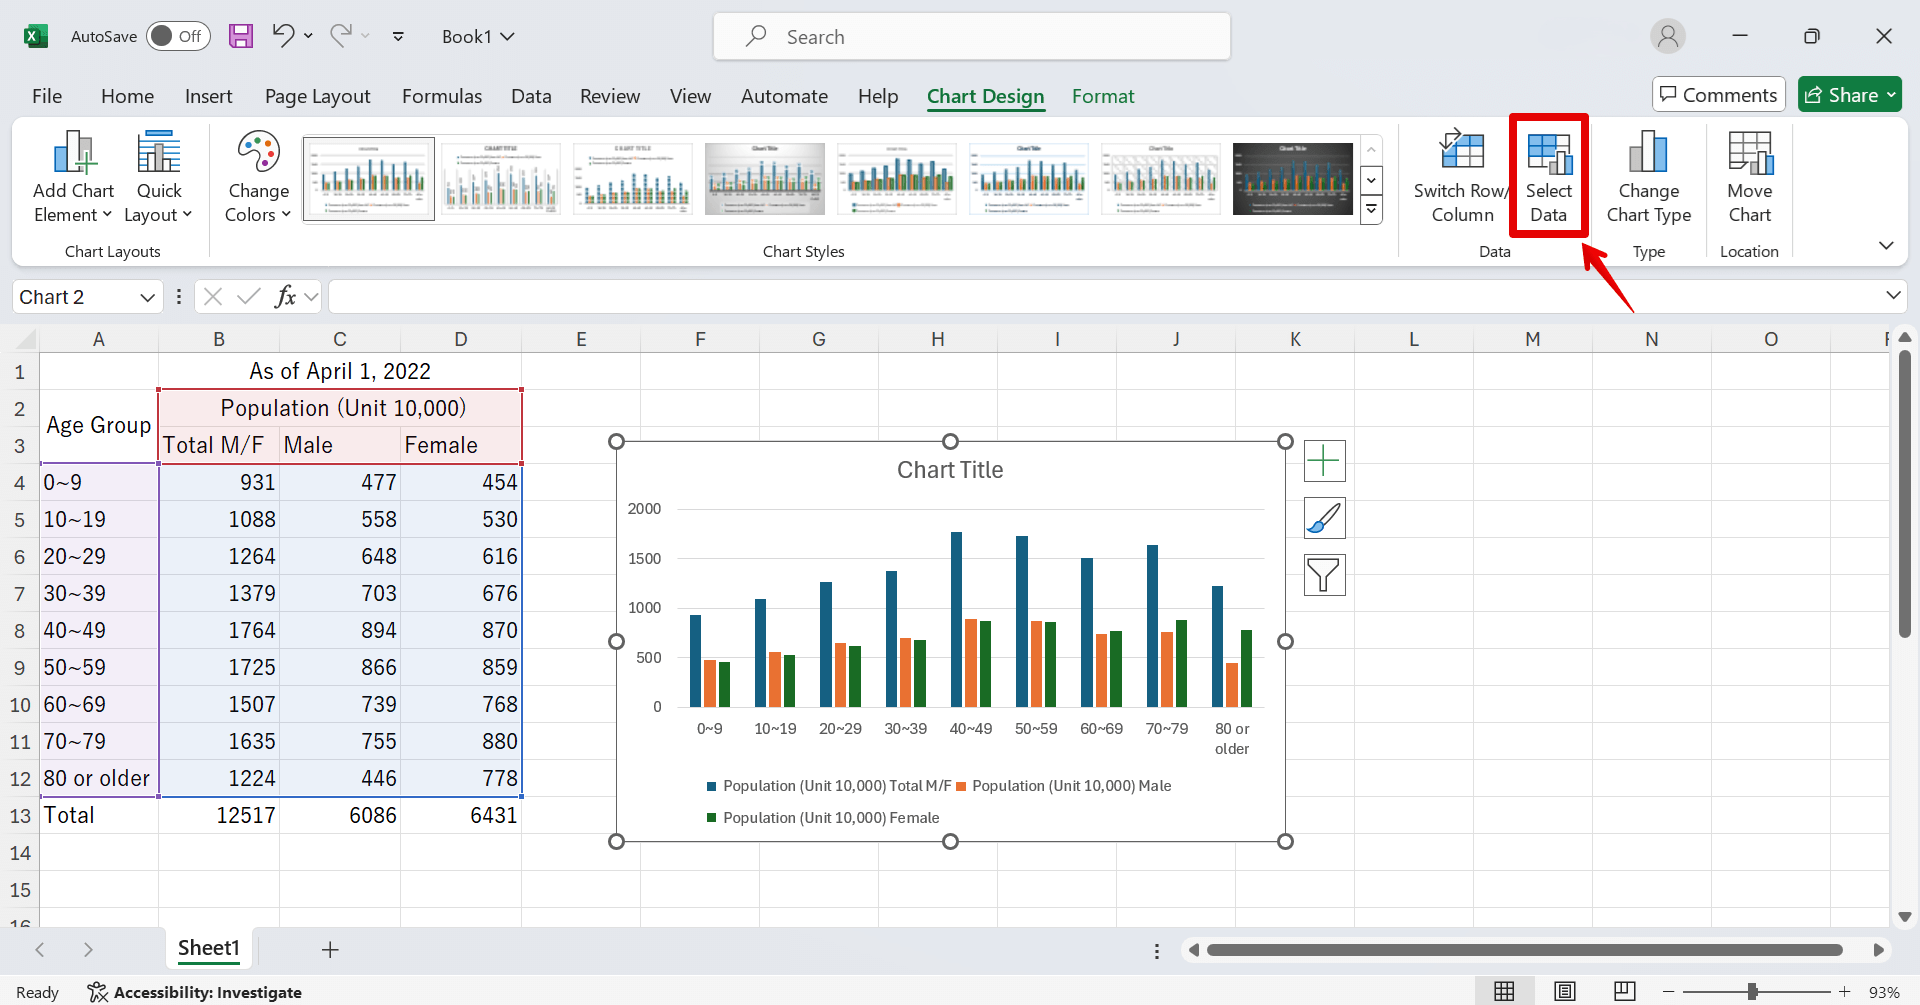 AutoSave Off Book1 Search
File Home Insert Page Layout Formulas Data Review View Automate Help Chart Design Format Comments Share
Add Chart Element
Quick Layout
Chart Layouts
Change Colors
Chart Styles
Switch Row/ Column
Select Data
Data
Change Chart Type
Type
Move Chart
Location
Chart 2 fx
A B C D E F G H I J K L M N O
1 As of April 1, 2022
2 Population (Unit 10,000)
Age Group
3 Total M/F Male Female
4 0~9 931 477 454
5 10~19 1088 558 530
6 20~29 1264 648 616
7 30~39 1379 703 676
8 40~49 1764 894 870
9 50~59 1725 866 859
10 60~69 1507 739 768
11 70~79 1635 755 880
12 80 or older 1224 446 778
13 Total 12517 6086 6431
14
15
16
Chart Title
2000
1500
1000
500
0
0~9 10~19 20~29 30~39 40~49 50~59 60~69 70~79 80 or
older
Population (Unit 10,000) Total M/F Population (Unit 10,000) Male
Population (Unit 10,000) Female
Sheet1
Ready Accessibility: Investigate 93%